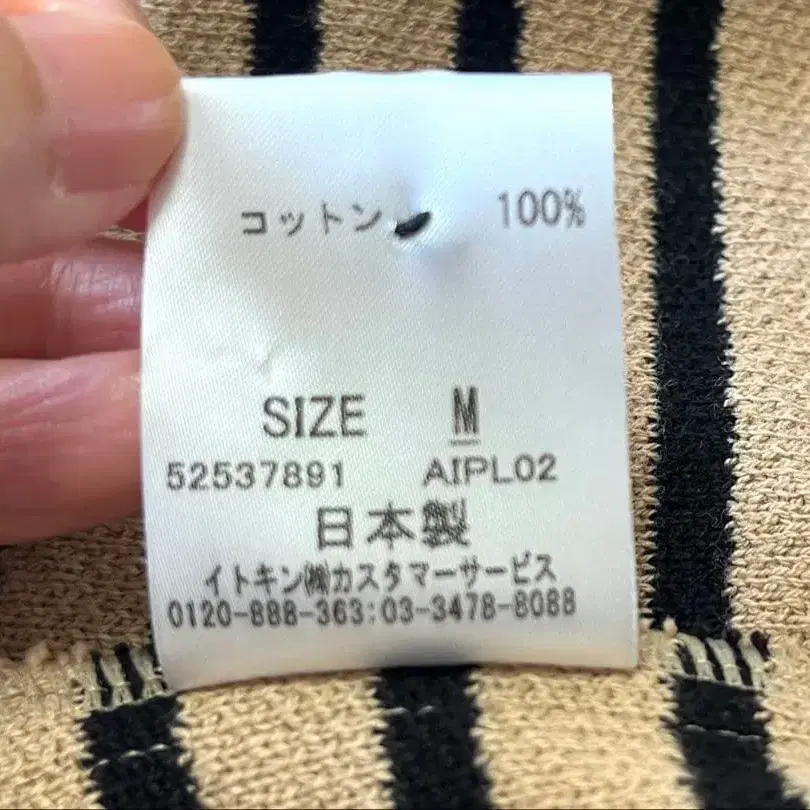 コットン 100%
SIZE M
52537891 AIPL02
日本製
イトキン㈱カスタマーサービス
0120-888-363:03-3478-8088